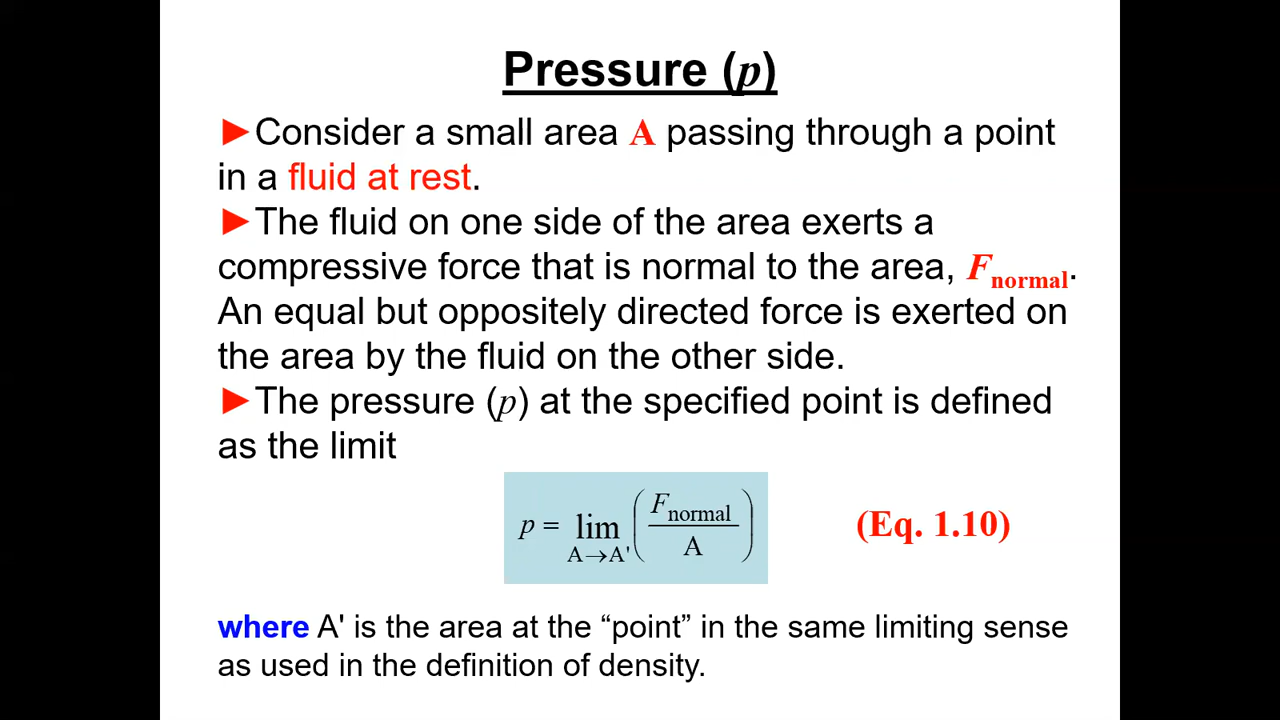 Pressure (p)
►Consider a small area A passing through a point
in a fluid at rest.
►The fluid on one side of the area exerts a
compressive force that is normal to the area, Fnormal.
An equal but oppositely directed force is exerted on
the area by the fluid on the other side.
►The pressure (p) at the specified point is defined
as the limit
p = lim A→A' (Fnormal / A) (Eq. 1.10)
where A' is the area at the “point” in the same limiting sense
as used in the definition of density.